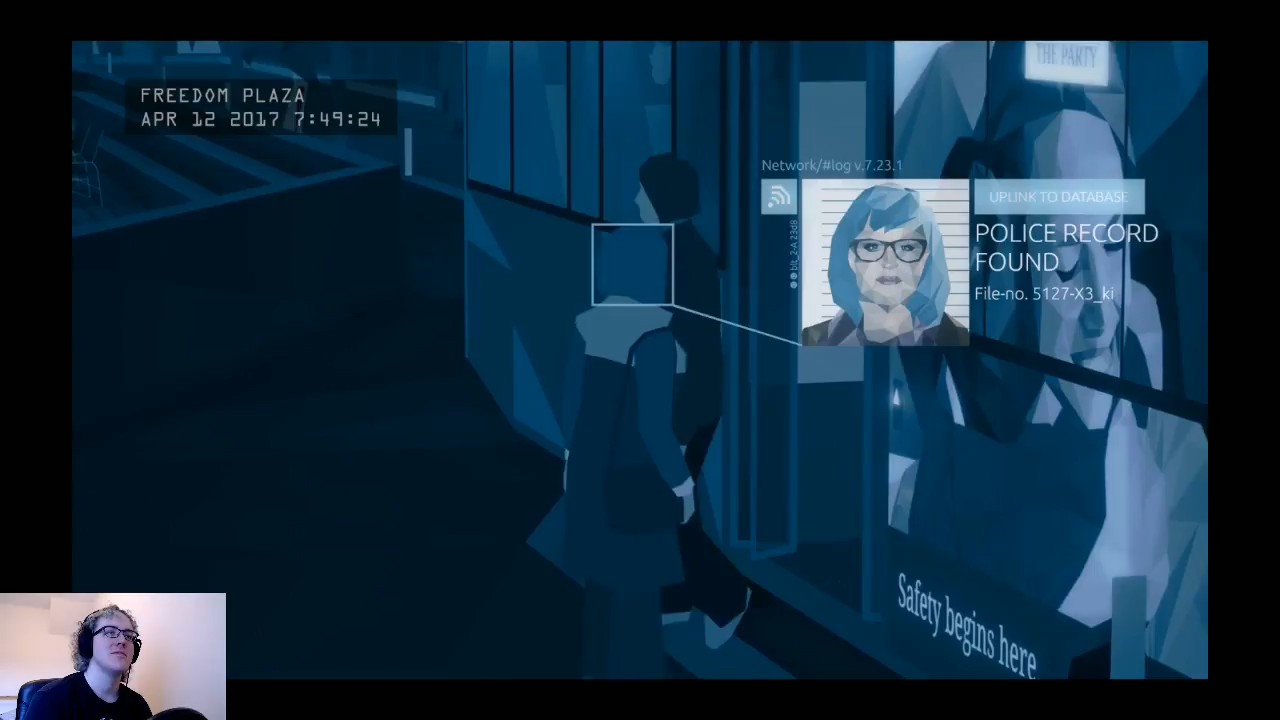 FREEDOM PLAZA
APR 12 2017 7:49:24
THE PARTY
Network/#log v.7.23.1
UPLINK TO DATABASE
POLICE RECORD
FOUND
File-no. 5127-X3_ki
Safety begins here.